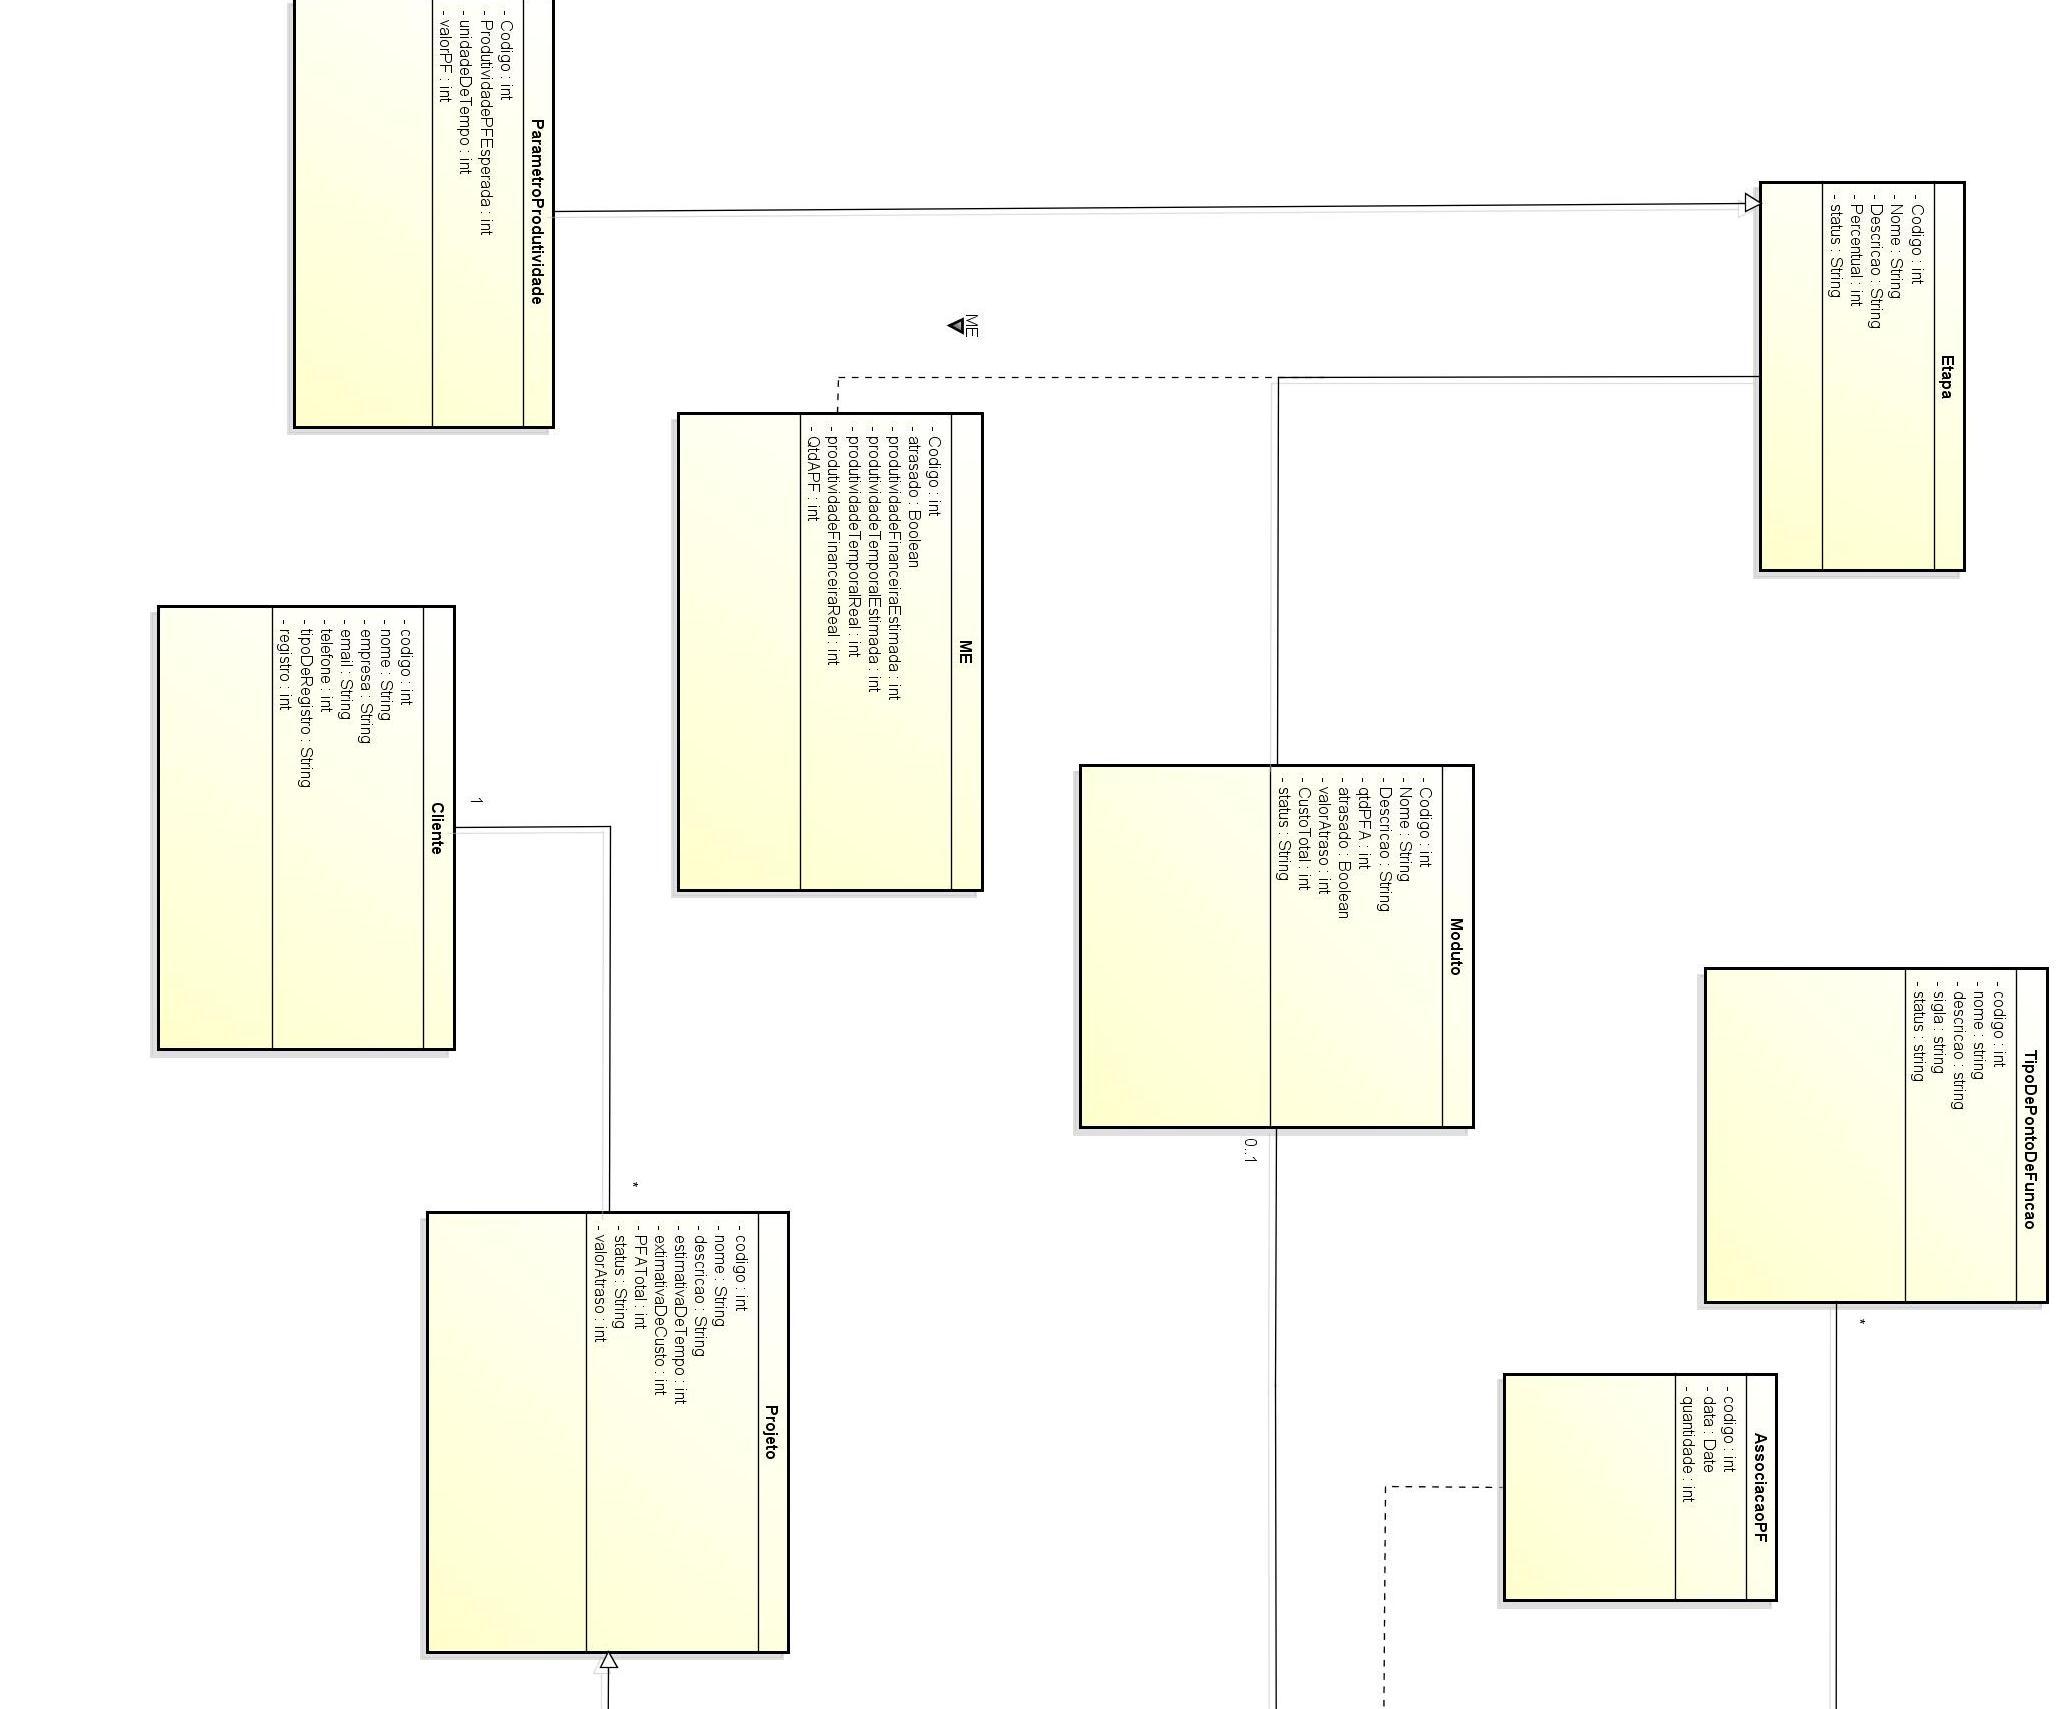 Etapa
- Codigo : int
- Nome : String
- Descricao : String
- Percentual : int
- status : String
TipoDePontoDeFuncao
- codigo : int
- nome : string
- descricao : string
- sigla : string
- status : string
*
AssociacaoPF
- codigo : int
- data : Date
- quantidade : int
Moduto
- Codigo : int
- Nome : String
- Descricao : String
- qtdPFA : int
- atrasado : Boolean
- valorAtraso : int
- CustoTotal : int
- status : String
0..1
ME
ME
- Codigo : int
- atrasado : Boolean
- produtividadeFinanceiraEstimada : int
- produtividadeTemporalEstimada : int
- produtividadeTemporalReal : int
- produtividadeFinanceiraReal : int
- QtdAPF : int
Projeto
- codigo : int
- nome : String
- descricao : String
- estimativaDeTempo : int
- extimativaDeCusto : int
- PFATotal : int
- status : String
- valorAtraso : int
*
ParametroProdutividade
- Codigo : int
- ProdutividadePFEsperada : int
- unidadeDeTempo : int
- valorPF : int
1
Cliente
- codigo : int
- nome : String
- empresa : String
- email : String
- telefone : int
- tipoDeRegistro : String
- registro : int